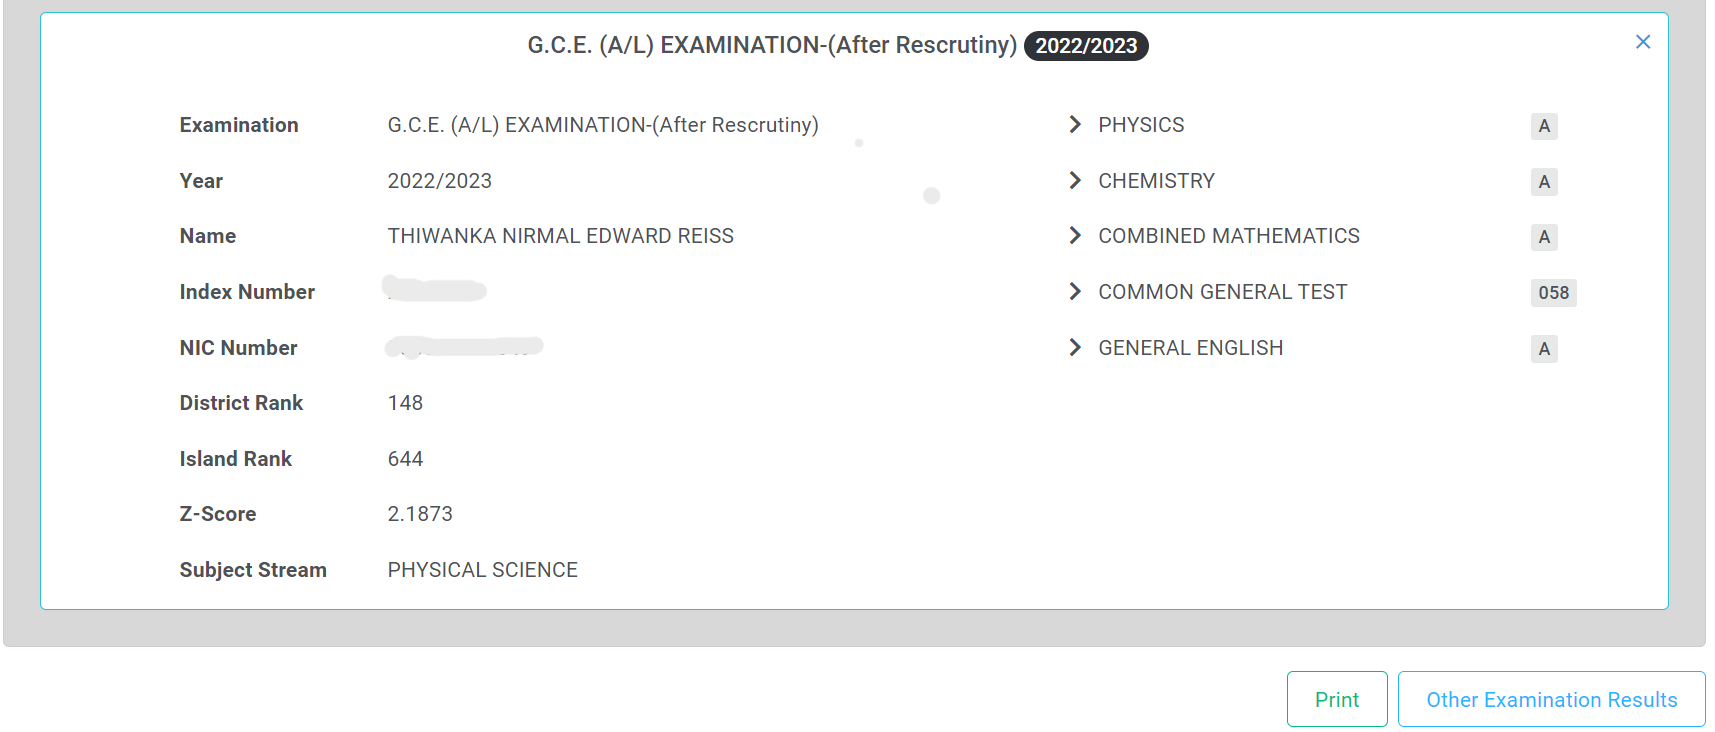 G.C.E. (A/L) EXAMINATION-(After Rescrutiny) 2022/2023
Examination G.C.E. (A/L) EXAMINATION-(After Rescrutiny)
Year 2022/2023
Name THIWANKA NIRMAL EDWARD REISS
Index Number
NIC Number
District Rank 148
Island Rank 644
Z-Score 2.1873
Subject Stream PHYSICAL SCIENCE
PHYSICS A
CHEMISTRY A
COMBINED MATHEMATICS A
COMMON GENERAL TEST 058
GENERAL ENGLISH A
Print
Other Examination Results